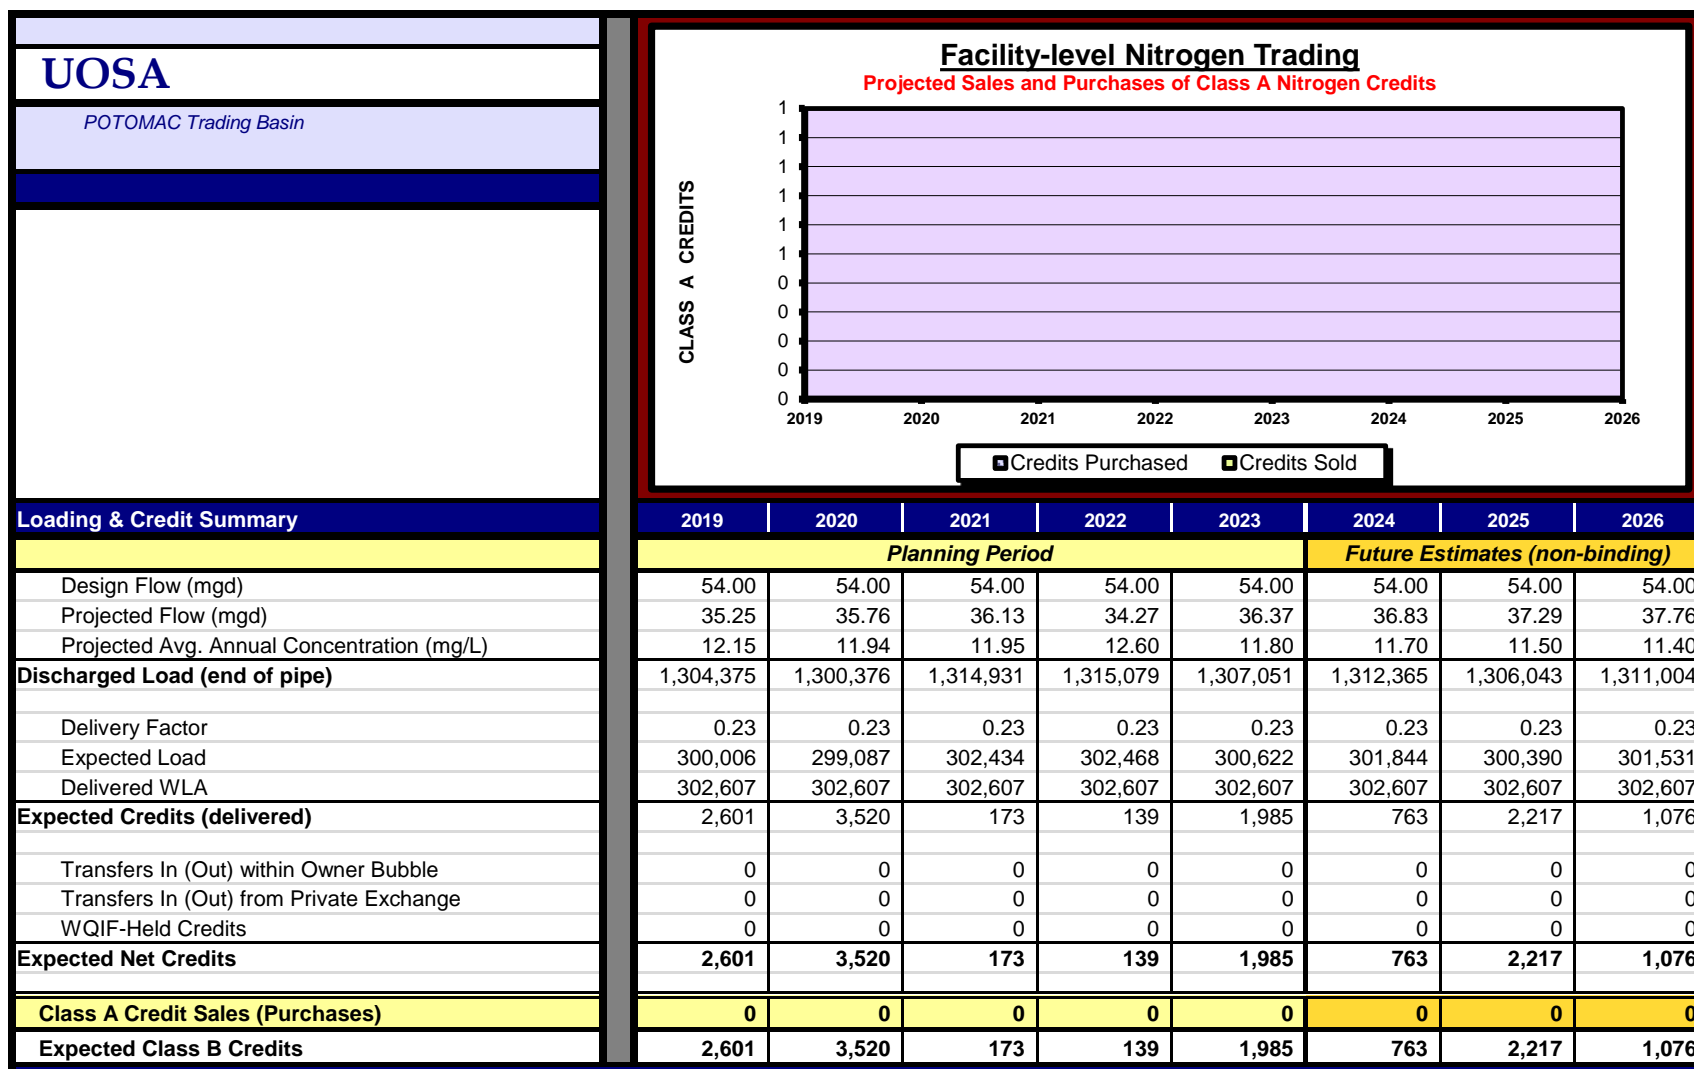 UOSA
POTOMAC Trading Basin
Facility-level Nitrogen Trading
Projected Sales and Purchases of Class A Nitrogen Credits
CLASS A CREDITS
1
1
1
1
1
1
0
0
0
0
0
2019 2020 2021 2022 2023 2024 2025 2026
Credits Purchased Credits Sold
Loading & Credit Summary 2019 2020 2021 2022 2023 2024 2025 2026
Planning Period Future Estimates (non-binding)
Design Flow (mgd) 54.00 54.00 54.00 54.00 54.00 54.00 54.00 54.00
Projected Flow (mgd) 35.25 35.76 36.13 34.27 36.37 36.83 37.29 37.76
Projected Avg. Annual Concentration (mg/L) 12.15 11.94 11.95 12.60 11.80 11.70 11.50 11.40
Discharged Load (end of pipe) 1,304,375 1,300,376 1,314,931 1,315,079 1,307,051 1,312,365 1,306,043 1,311,004
Delivery Factor 0.23 0.23 0.23 0.23 0.23 0.23 0.23 0.23
Expected Load 300,006 299,087 302,434 302,468 300,622 301,844 300,390 301,531
Delivered WLA 302,607 302,607 302,607 302,607 302,607 302,607 302,607 302,607
Expected Credits (delivered) 2,601 3,520 173 139 1,985 763 2,217 1,076
Transfers In (Out) within Owner Bubble 0 0 0 0 0 0 0 0
Transfers In (Out) from Private Exchange 0 0 0 0 0 0 0 0
WQIF-Held Credits 0 0 0 0 0 0 0 0
Expected Net Credits 2,601 3,520 173 139 1,985 763 2,217 1,076
Class A Credit Sales (Purchases) 0 0 0 0 0 0 0 0
Expected Class B Credits 2,601 3,520 173 139 1,985 763 2,217 1,076